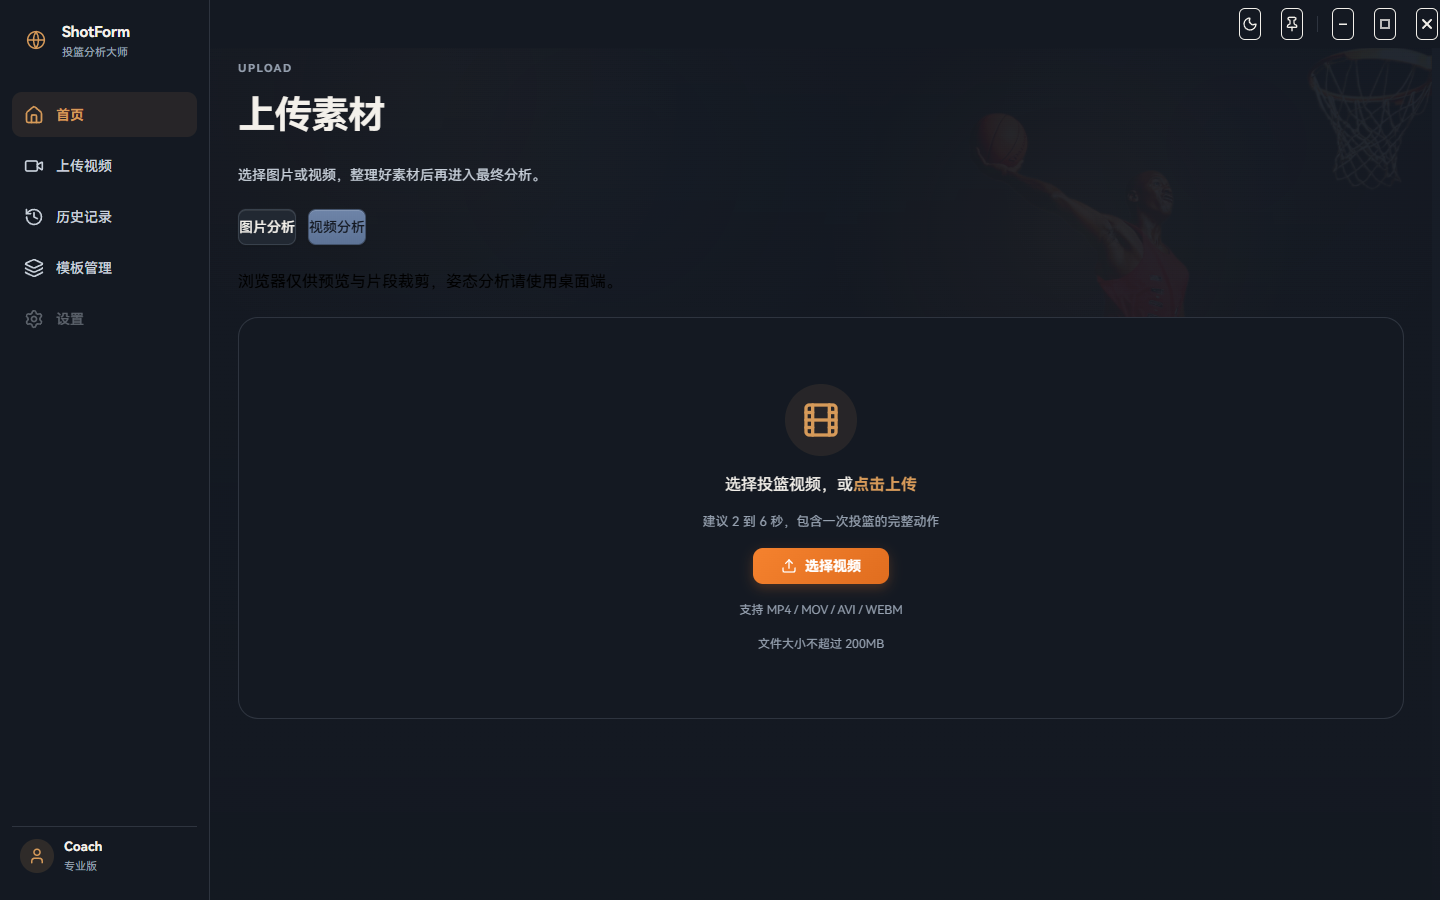 ShotForm
投篮分析大师
首页
上传视频
历史记录
模板管理
设置
Coach
专业版
UPLOAD
上传素材
选择图片或视频，整理好素材后再进入最终分析。
图片分析
视频分析
浏览器仅供预览与片段裁剪，姿态分析请使用桌面端。
选择投篮视频，或点击上传
建议 2 到 6 秒，包含一次投篮的完整动作
选择视频
支持 MP4 / MOV / AVI / WEBM
文件大小不超过 200MB